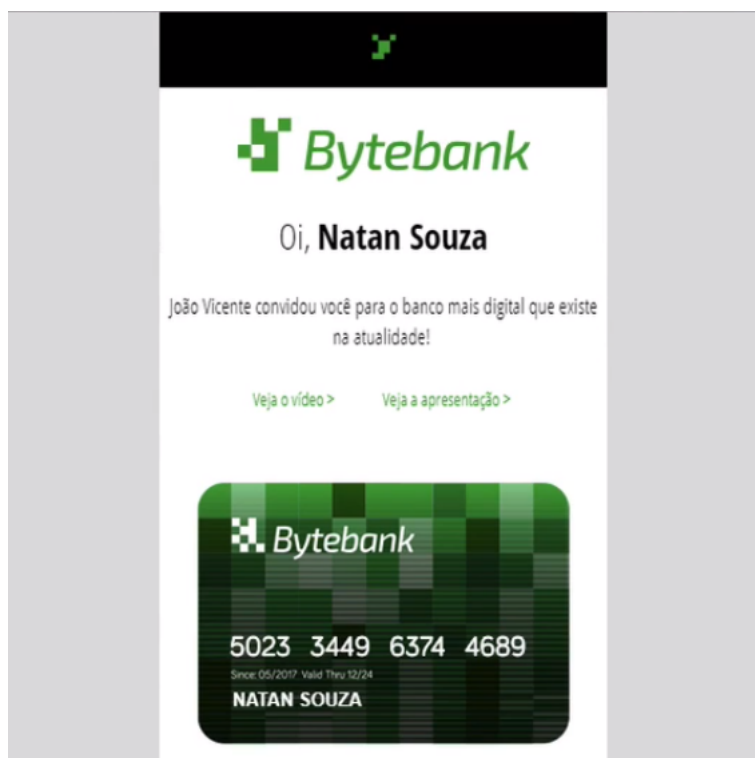 Bytebank
Oi, Natan Souza
João Vicente convidou você para o banco mais digital que existe
na atualidade!
Veja o vídeo > Veja a apresentação >
Bytebank
5023 3449 6374 4689
Since: 05/2017 Valid Thru 12/24
NATAN SOUZA